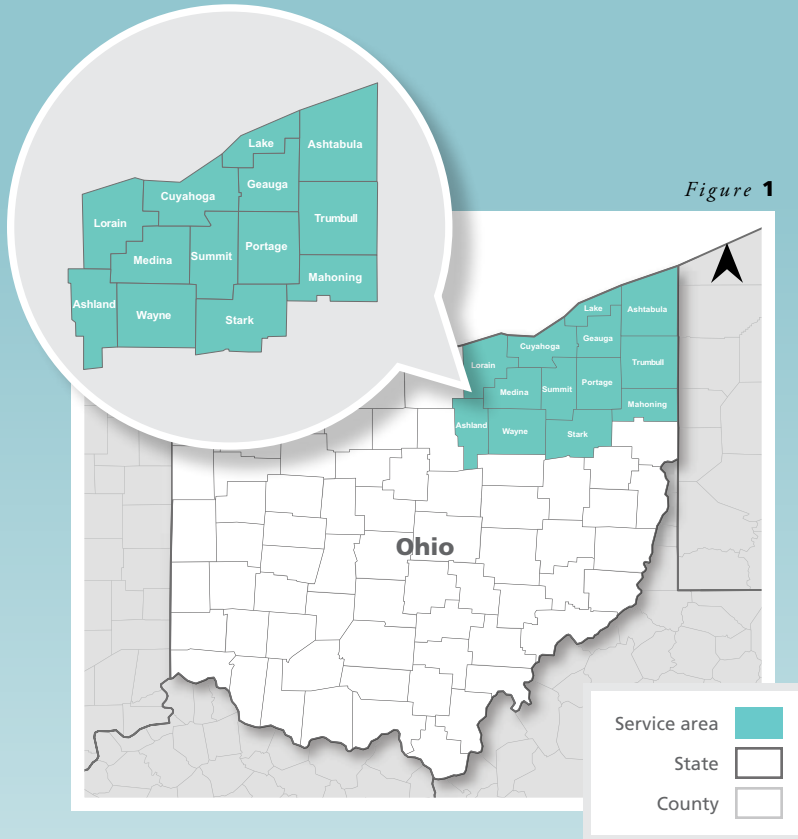 Lake
Ashtabula
Geauga
Cuyahoga
Lorain
Trumbull
Portage
Summit
Medina
Mahoning
Ashland
Wayne
Stark
Figure 1
Lake
Ashtabula
Geauga
Cuyahoga
Lorain
Trumbull
Portage
Summit
Medina
Mahoning
Ashland
Wayne
Stark
Ohio
Service area
State
County